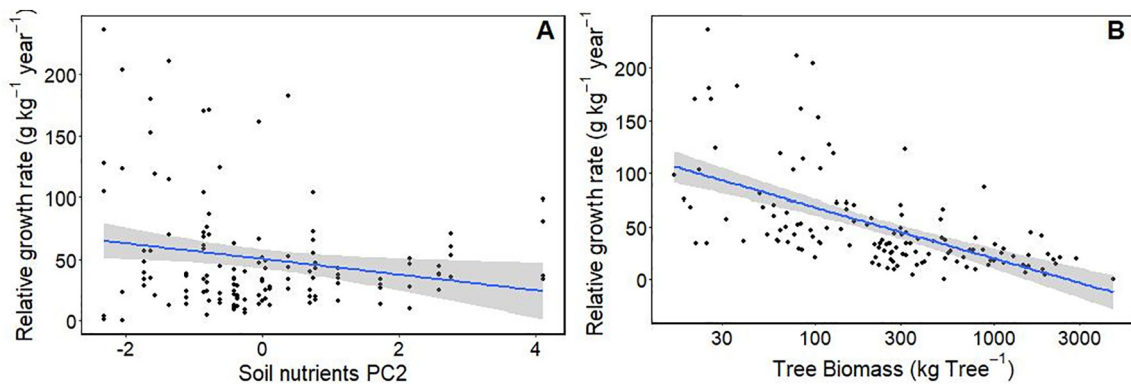 A
Relative growth rate (g kg⁻¹ year⁻¹)
200
150
100
50
0
-2 0 2 4
Soil nutrients PC2
B
Relative growth rate (g kg⁻¹ year⁻¹)
200
150
100
50
0
30 100 300 1000 3000
Tree Biomass (kg Tree⁻¹)